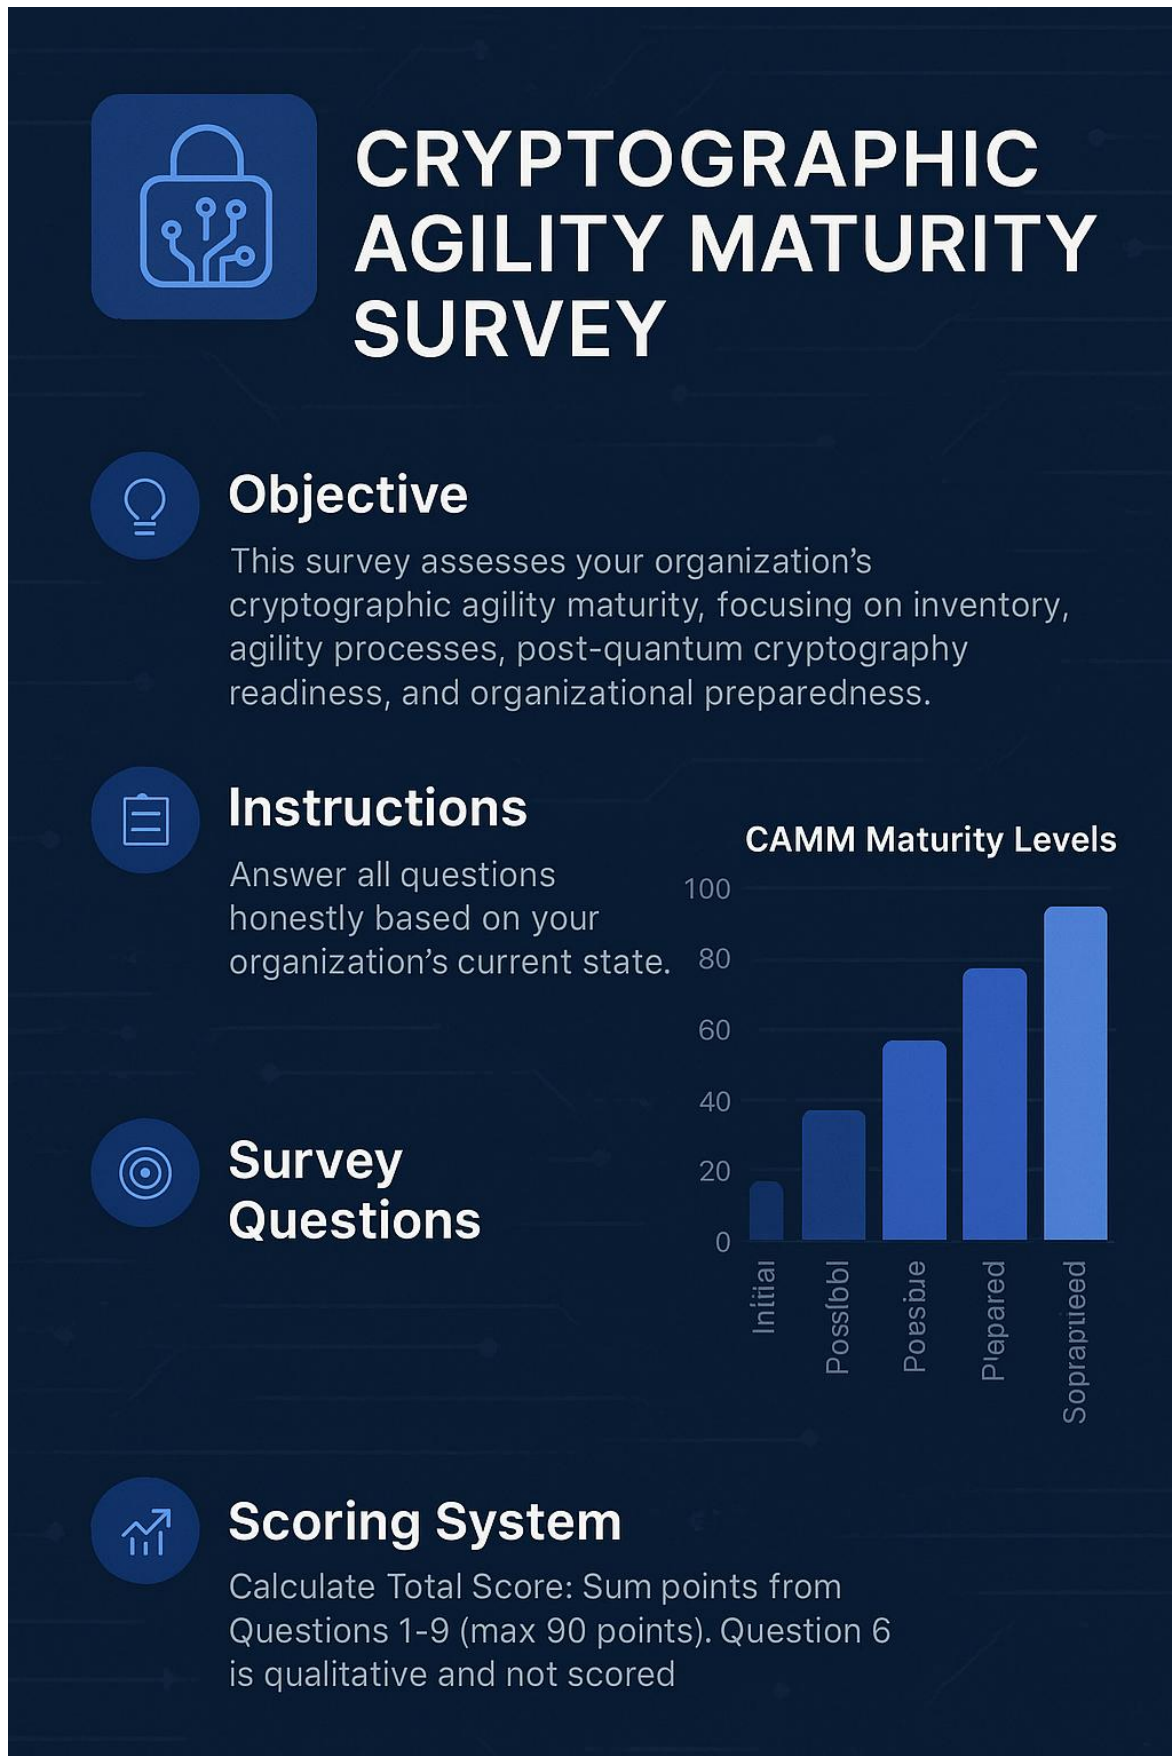 CRYPTOGRAPHIC
AGILITY MATURITY
SURVEY
Objective
This survey assesses your organization’s
cryptographic agility maturity, focusing on inventory,
agility processes, post-quantum cryptography
readiness, and organizational preparedness.
Instructions
Answer all questions
honestly based on your
organization’s current state.
CAMM Maturity Levels
100
80
60
40
20
0
Initial
Survey
Questions
Scoring System
Calculate Total Score: Sum points from
Questions 1-9 (max 90 points). Question 6
is qualitative and not scored